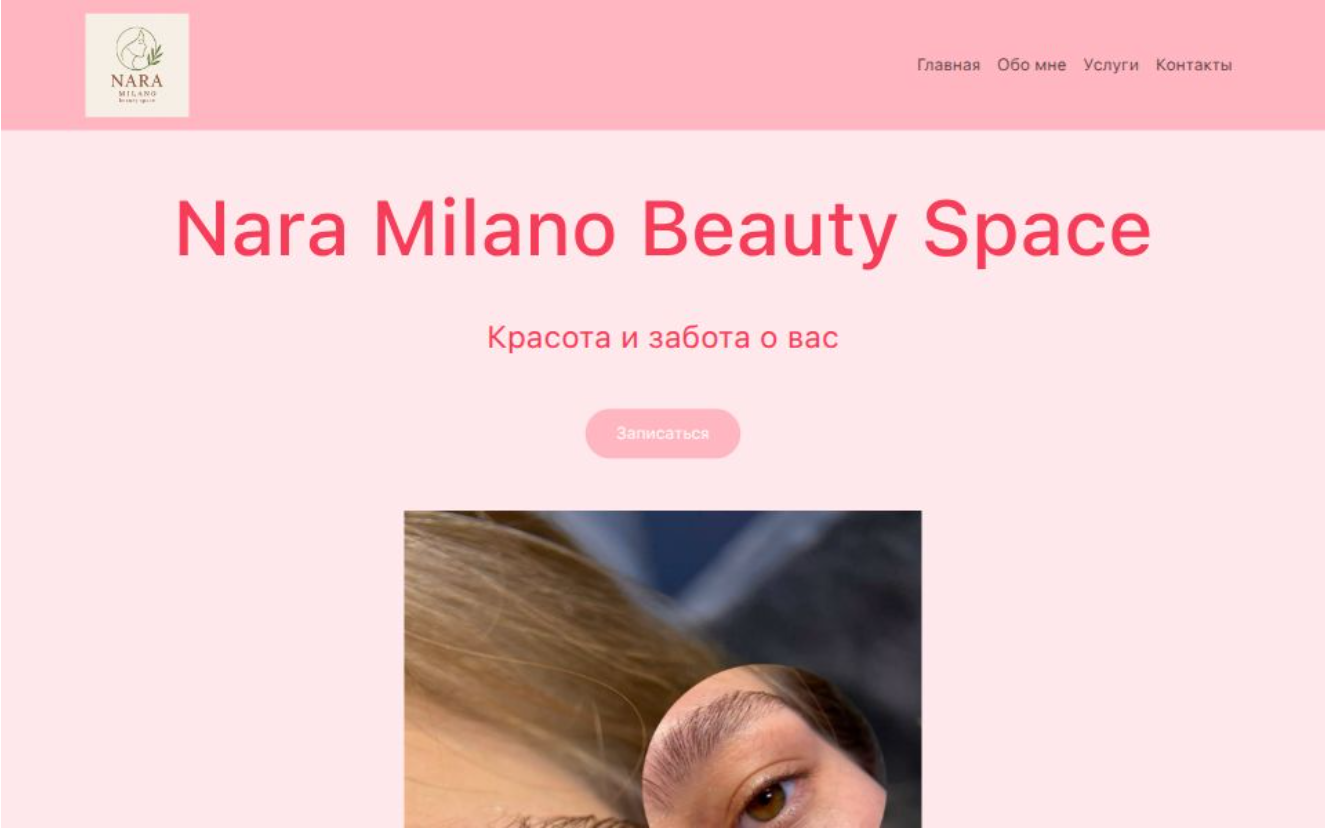 NARA
MILANO
beauty space
Главная Обо мне Услуги Контакты
Nara Milano Beauty Space
Красота и забота о вас
Записаться